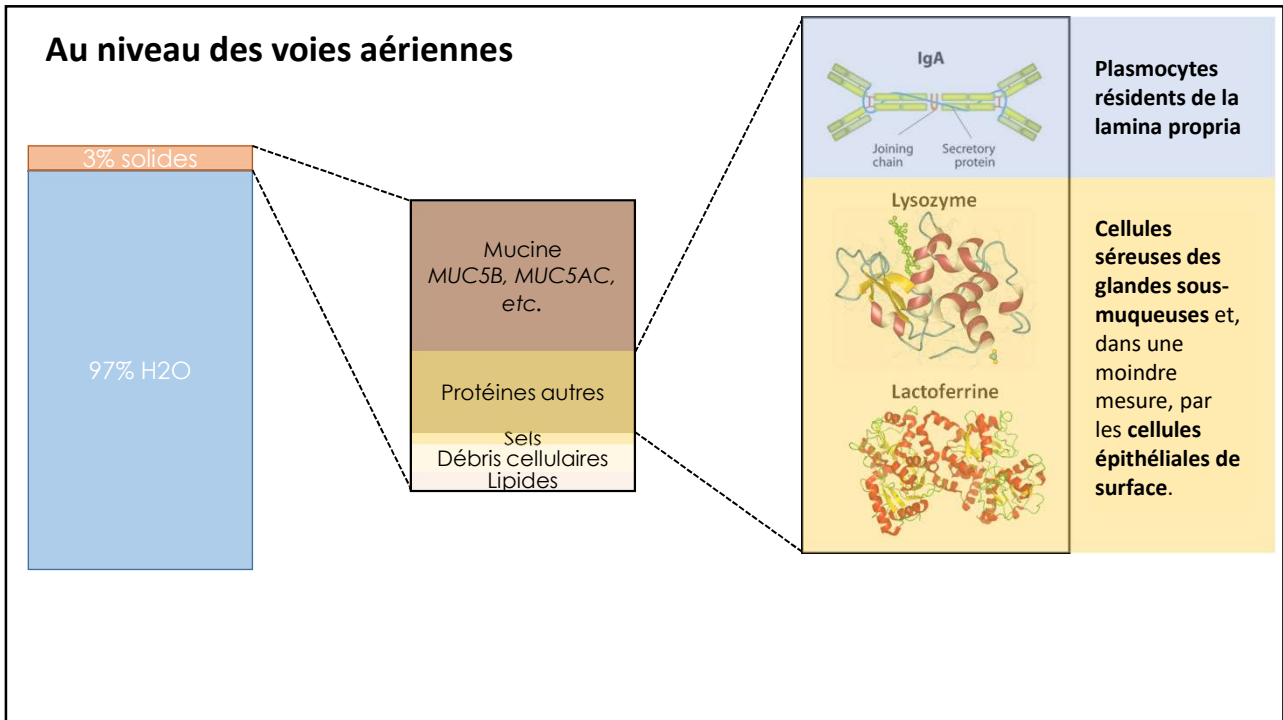 Au niveau des voies aériennes
3% solides
97% H2O
Mucine
MUC5B, MUC5AC,
etc.
Protéines autres
Sels
Débris cellulaires
Lipides
IgA
Joining
chain
Secretory
protein
Lysozyme
Lactoferrine
Plasmocytes
résidents de la
lamina propria
Cellules
séreuses des
glandes sous-
muqueuses et,
dans une
moindre
mesure, par
les cellules
épithéliales de
surface.